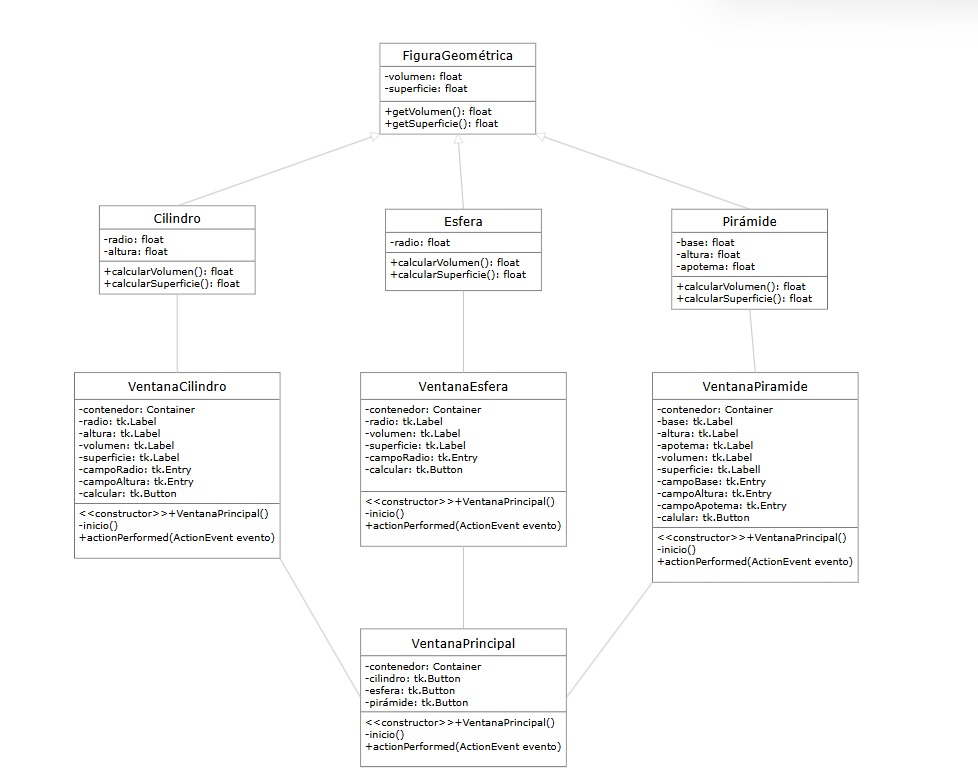 FiguraGeométrica
-volumen: float
-superficie: float
+getVolumen(): float
+getSuperficie(): float
Cilindro
-radio: float
-altura: float
+calcularVolumen(): float
+calcularSuperficie(): float
Esfera
-radio: float
+calcularVolumen(): float
+calcularSuperficie(): float
Pirámide
-base: float
-altura: float
-apotema: float
+calcularVolumen(): float
+calcularSuperficie(): float
VentanaCilindro
-contenedor: Container
-radio: tk.Label
-altura: tk.Label
-volumen: tk.Label
-superficie: tk.Label
-campoRadio: tk.Entry
-campoAltura: tk.Entry
-calcular: tk.Button
<<constructor>>+VentanaPrincipal()
-inicio()
+actionPerformed(ActionEvent evento)
VentanaEsfera
-contenedor: Container
-radio: tk.Label
-volumen: tk.Label
-superficie: tk.Label
-campoRadio: tk.Entry
-calcular: tk.Button
<<constructor>>+VentanaPrincipal()
-inicio()
+actionPerformed(ActionEvent evento)
VentanaPiramide
-contenedor: Container
-base: tk.Label
-altura: tk.Label
-apotema: tk.Label
-volumen: tk.Label
-superficie: tk.Labell
-campoBase: tk.Entry
-campoAltura: tk.Entry
-campoApotema: tk.Entry
-calular: tk.Button
<<constructor>>+VentanaPrincipal()
-inicio()
+actionPerformed(ActionEvent evento)
VentanaPrincipal
-contenedor: Container
-cilindro: tk.Button
-esfera: tk.Button
-pirámide: tk.Button
<<constructor>>+VentanaPrincipal()
-inicio()
+actionPerformed(ActionEvent evento)